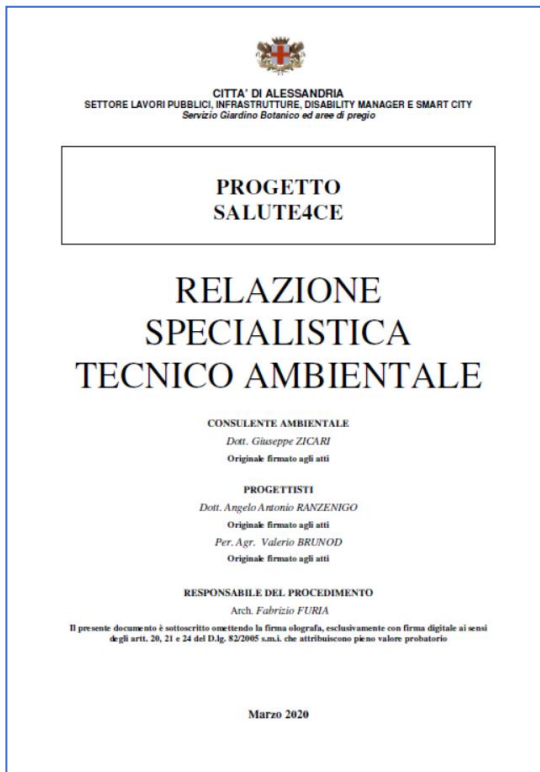 CITTA' DI ALESSANDRIA
SETTORE LAVORI PUBBLICI, INFRASTRUTTURE, DISABILITY MANAGER E SMART CITY
Servizio Giardino Botanico ed aree di pregio
PROGETTO
SALUTE4CE
RELAZIONE
SPECIALISTICA
TECNICO AMBIENTALE
CONSULENTE AMBIENTALE
Dott. Giuseppe ZICARI
Originale firmato agli atti
PROGETTISTI
Dott. Angelo Antonio RANZENIGO
Originale firmato agli atti
Per. Agr. Valerio BRUNOD
Originale firmato agli atti
RESPONSABILE DEL PROCEDIMENTO
Arch. Fabrizio FURIA
Il presente documento è sottoscritto omettendo la firma olografa, esclusivamente con firma digitale ai sensi
degli artt. 20, 21 e 24 del D.lg. 82/2005 s.m.i. che attribuiscono pieno valore probatorio
Marzo 2020